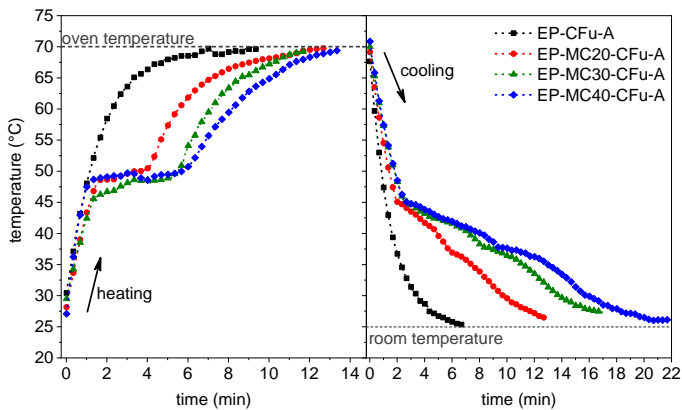 oven temperature
70
65
60
55
50
45
40
35
30
25
20
temperature (°C)
heating
0 2 4 6 8 10 12 14
time (min)
EP-CFu-A
EP-MC20-CFu-A
EP-MC30-CFu-A
EP-MC40-CFu-A
cooling
room temperature
0 2 4 6 8 10 12 14 16 18 20 22
time (min)